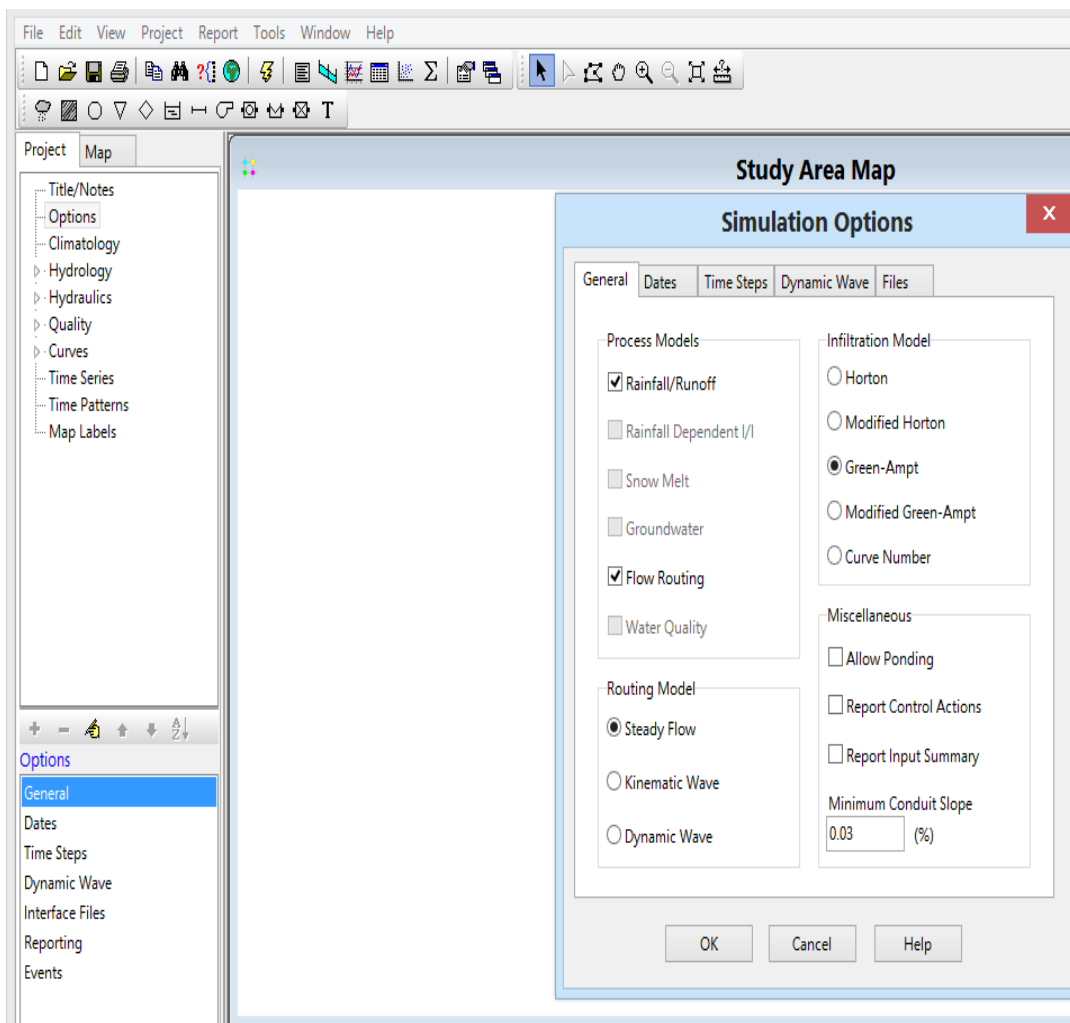 File Edit View Project Report Tools Window Help
T
Project Map
Title/Notes
Options
Climatology
Hydrology
Hydraulics
Quality
Curves
Time Series
Time Patterns
Map Labels
Options
General
Dates
Time Steps
Dynamic Wave
Interface Files
Reporting
Events
Study Area Map
Simulation Options
X
General Dates Time Steps Dynamic Wave Files
Process Models
Rainfall/Runoff
Rainfall Dependent I/I
Snow Melt
Groundwater
Flow Routing
Water Quality
Routing Model
Steady Flow
Kinematic Wave
Dynamic Wave
Infiltration Model
Horton
Modified Horton
Green-Ampt
Modified Green-Ampt
Curve Number
Miscellaneous
Allow Ponding
Report Control Actions
Report Input Summary
Minimum Conduit Slope
0.03 (%)
OK Cancel Help